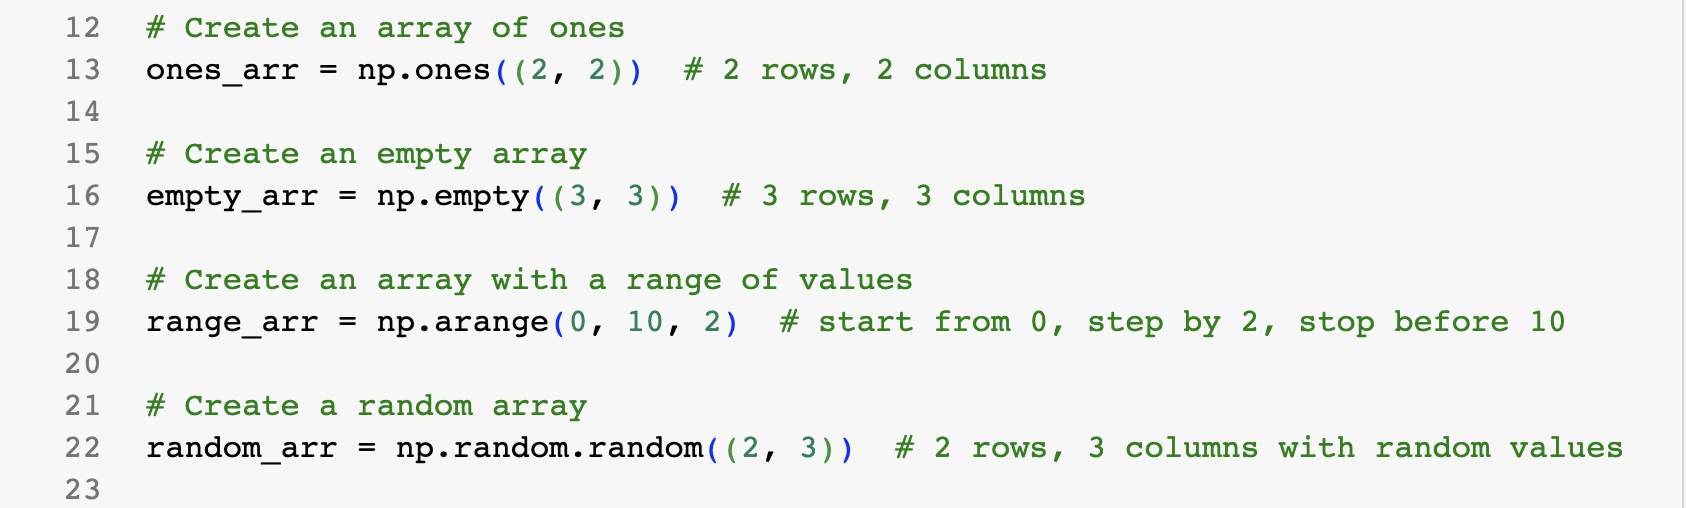 12 # Create an array of ones
13 ones_arr = np.ones((2, 2)) # 2 rows, 2 columns
14
15 # Create an empty array
16 empty_arr = np.empty((3, 3)) # 3 rows, 3 columns
17
18 # Create an array with a range of values
19 range_arr = np.arange(0, 10, 2) # start from 0, step by 2, stop before 10
20
21 # Create a random array
22 random_arr = np.random.random((2, 3)) # 2 rows, 3 columns with random values
23